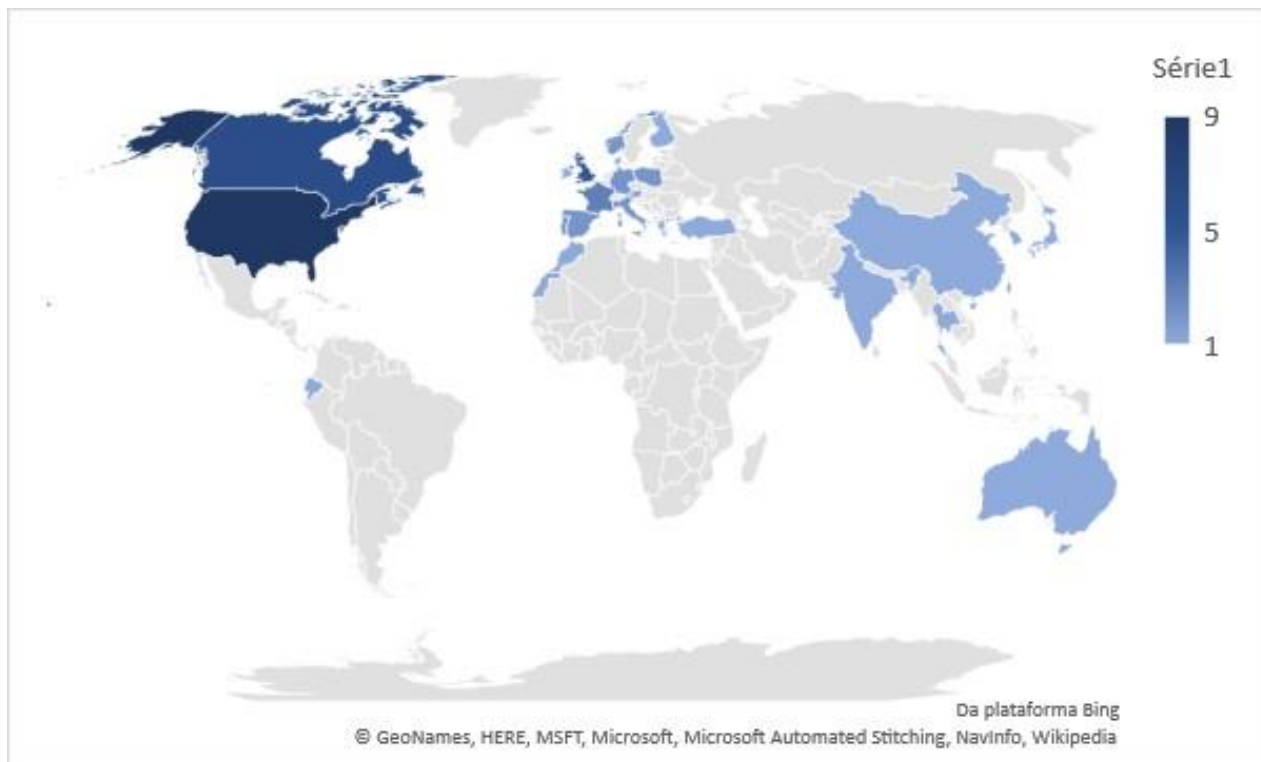 Série1
9
5
1
Da plataforma Bing
© GeoNames, HERE, MSFT, Microsoft, Microsoft Automated Stitching, NavInfo, Wikipedia